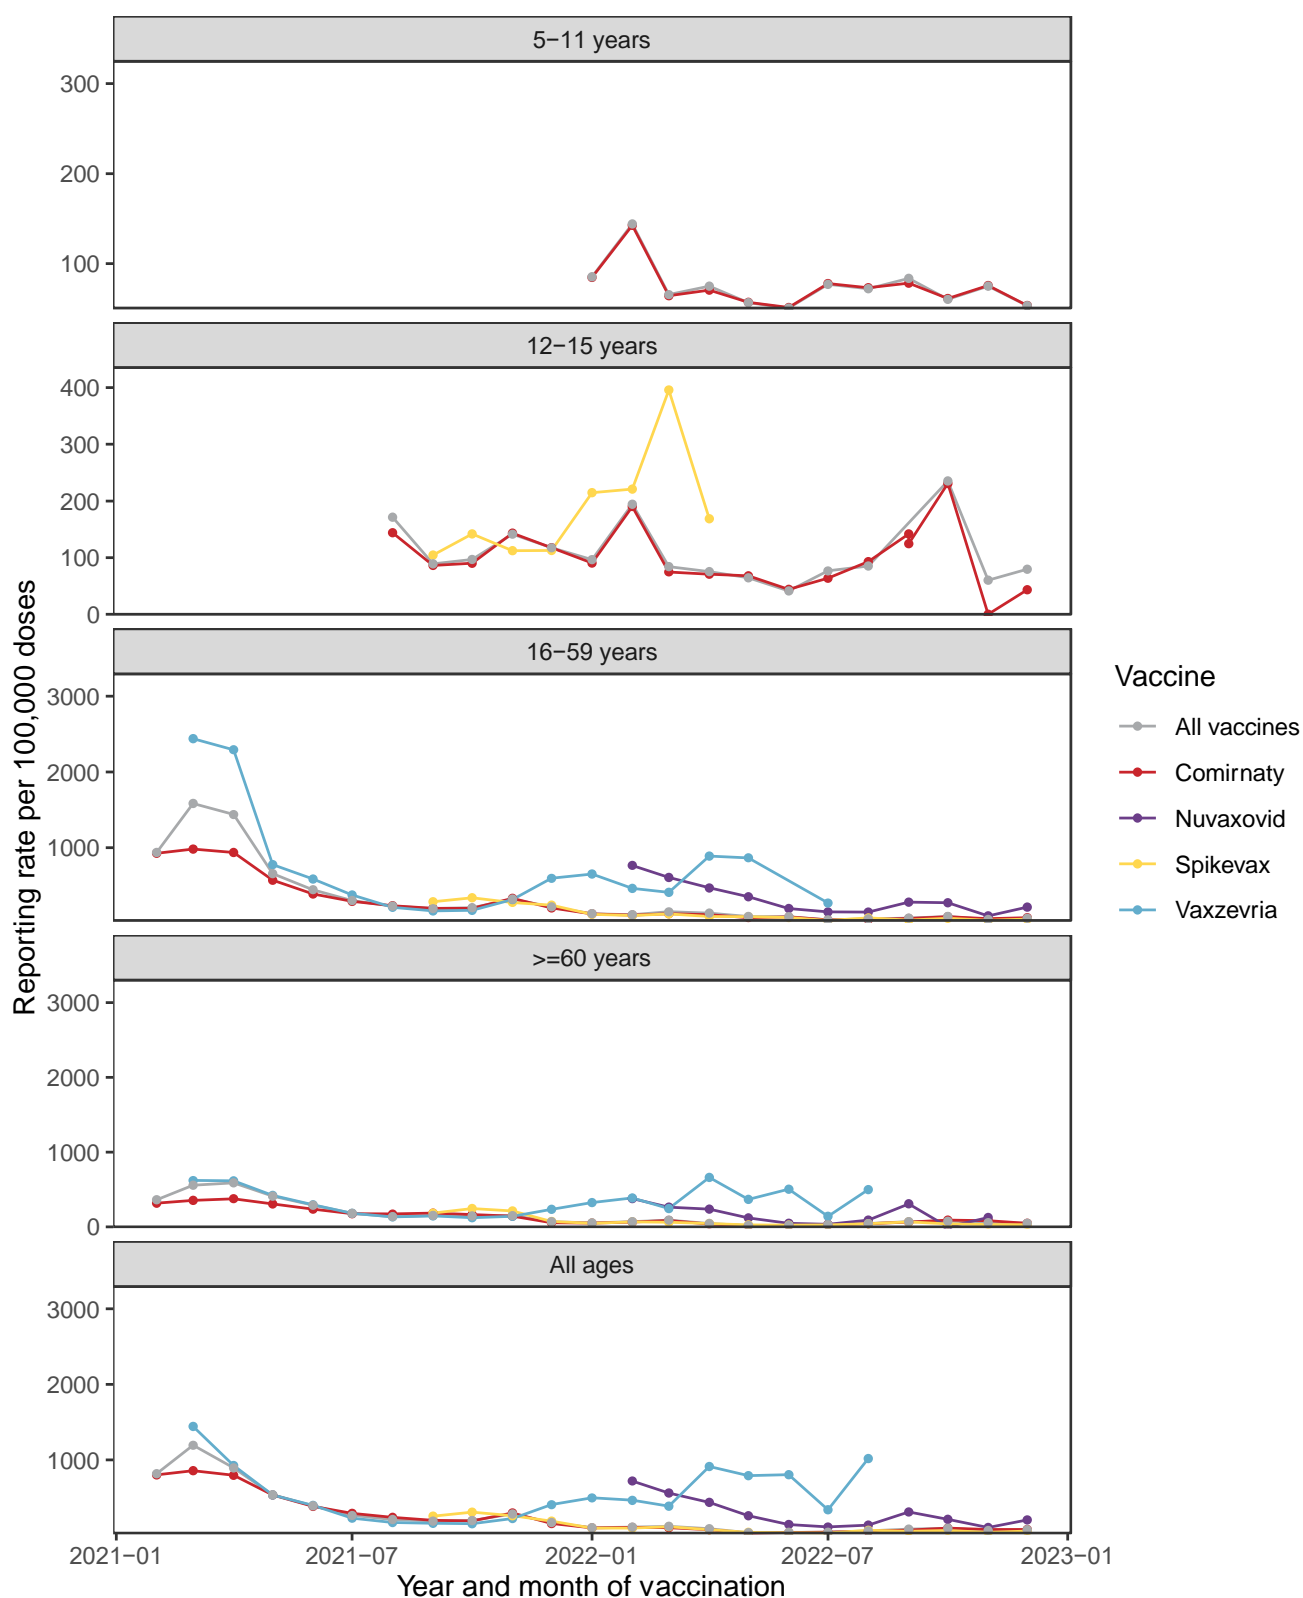 5−11 years
300
200
100
12−15 years
400
300
200
100
0
16−59 years
3000
2000
1000
>=60 years
3000
2000
1000
0
All ages
3000
2000
1000
2021−01
2021−07
2022−01
2022−07
2023−01
Year and month of vaccination
Reporting rate per 100,000 doses
Vaccine
All vaccines
Comirnaty
Nuvaxovid
Spikevax
Vaxzevria